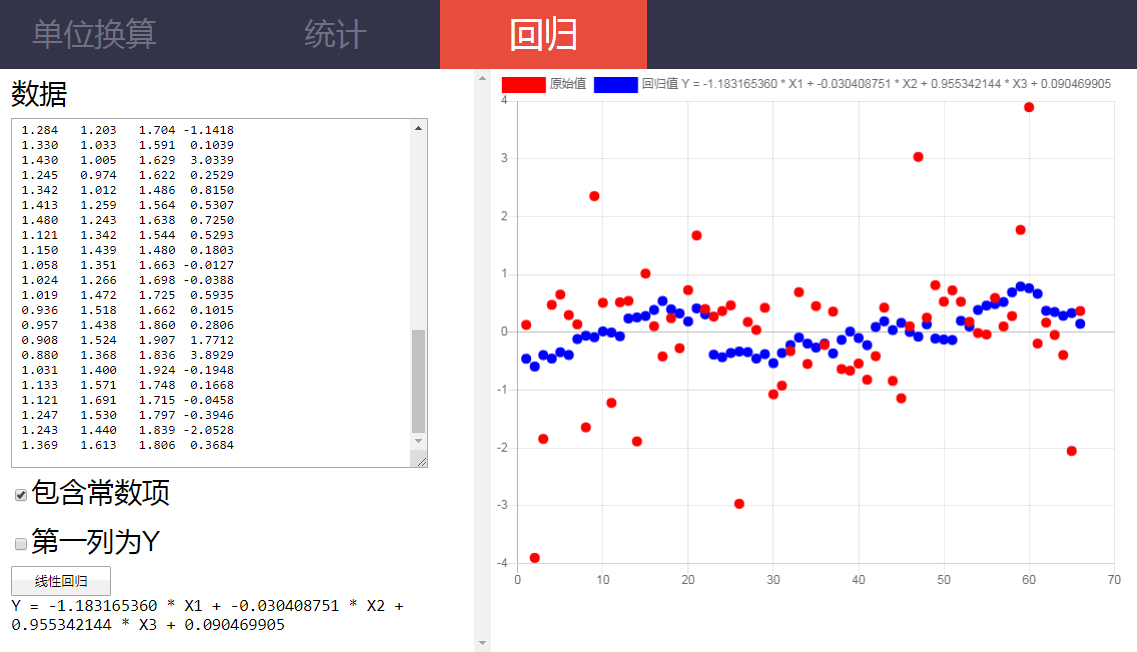 单位换算 统计 回归
数据
1.284 1.203 1.704 -1.1418
1.330 1.033 1.591 0.1039
1.430 1.005 1.629 3.0339
1.245 0.974 1.622 0.2529
1.342 1.012 1.486 0.8150
1.413 1.259 1.564 0.5307
1.480 1.243 1.638 0.7250
1.121 1.342 1.544 0.5293
1.150 1.439 1.480 0.1803
1.058 1.351 1.663 -0.0127
1.024 1.266 1.698 -0.0388
1.019 1.472 1.725 0.5935
0.936 1.518 1.662 0.1015
0.957 1.438 1.860 0.2806
0.908 1.524 1.907 1.7712
0.880 1.368 1.836 3.8929
1.031 1.400 1.924 -0.1948
1.133 1.571 1.748 0.1668
1.121 1.691 1.715 -0.0458
1.247 1.530 1.797 -0.3946
1.243 1.440 1.839 -2.0528
1.369 1.613 1.806 0.3684
包含常数项
第一列为Y
线性回归
Y = -1.183165360 * X1 + -0.030408751 * X2 +
0.955342144 * X3 + 0.090469905
原始值 回归值 Y = -1.183165360 * X1 + -0.030408751 * X2 + 0.955342144 * X3 + 0.090469905
4
3
2
1
0
-1
-2
-3
-4
0 10 20 30 40 50 60 70